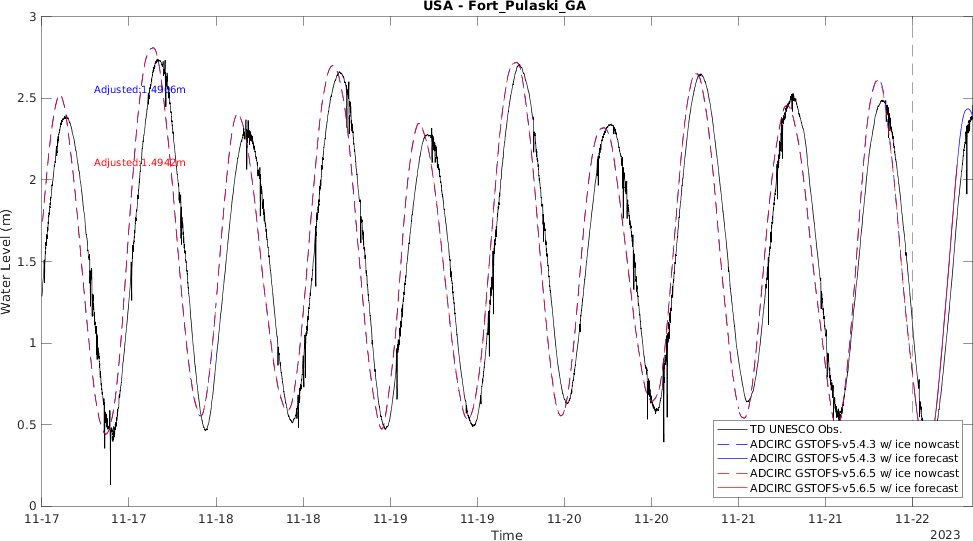 USA - Fort_Pulaski_GA
3
2.5
2
1.5
1
0.5
0
Water Level (m)
Adjusted:1.4946m
Adjusted:1.4942m
TD UNESCO Obs.
ADCIRC GSTOFS-v5.4.3 w/ ice nowcast
ADCIRC GSTOFS-v5.4.3 w/ ice forecast
ADCIRC GSTOFS-v5.6.5 w/ ice nowcast
ADCIRC GSTOFS-v5.6.5 w/ ice forecast
11-17 11-17 11-18 11-18 11-19 11-19 11-20 11-20 11-21 11-21 11-22
Time
2023